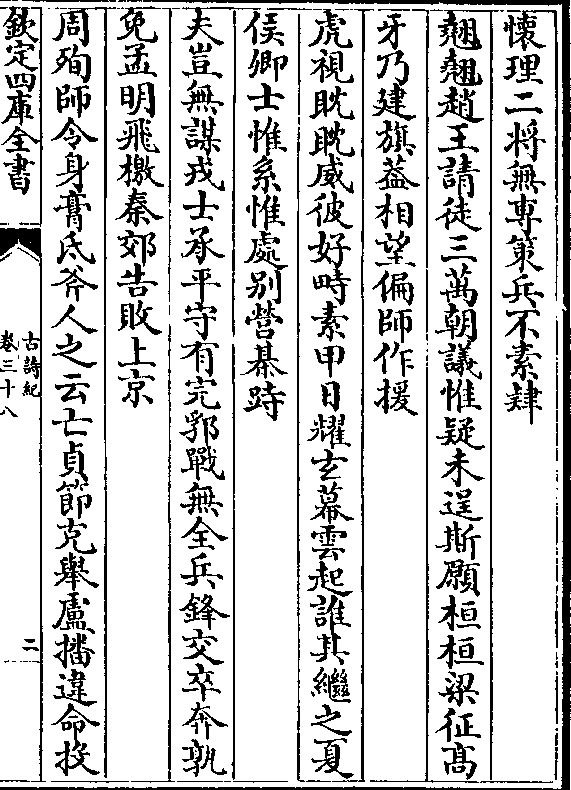 懷理二将無專策兵不素肄
翹翹趙王請徒三萬朝議惟疑未逞斯願桓桓梁征髙
牙乃建旗葢相望偏師作援
虎視眈眈威彼好畤素甲日耀玄幕雲起誰其繼之夏
侯卿士惟系惟處别營棊跱
夫豈無謀戎士承平守有完郛戰無全兵鋒交卒奔孰
免孟明飛檄秦郊告敗上京
周殉師令身膏氐斧人之云亡貞節克舉盧播違命投
欽定四庫全書
古詩紀
卷三十八
二